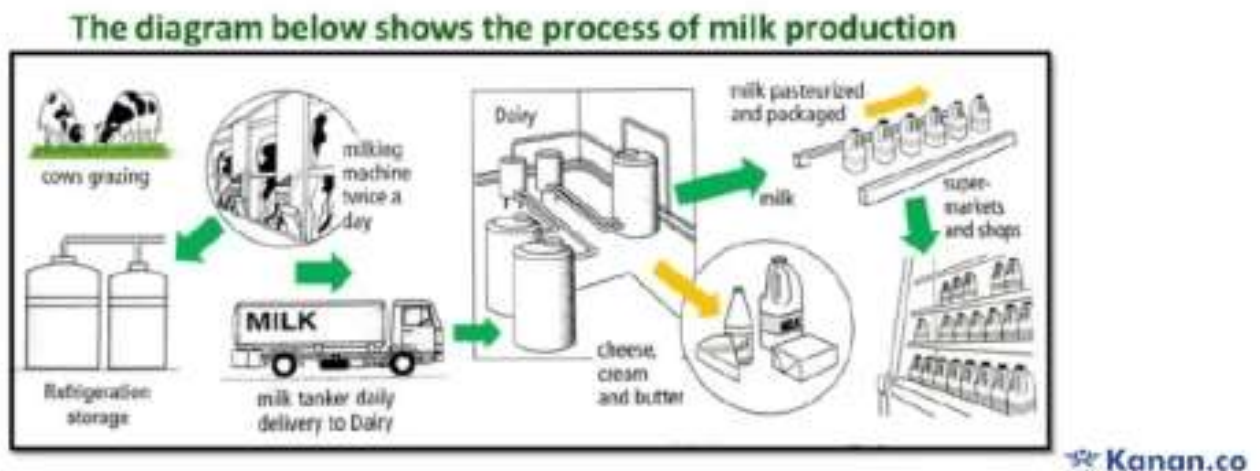 The diagram below shows the process of milk production
cows grazing
milking
machine
twice a
day
Refrigeration
storage
MILK
milk tanker daily
delivery to Dairy
Dairy
cheese,
cream
and butter
milk
milk pasteurized
and packaged
super-
markets
and shops
Kanan.co